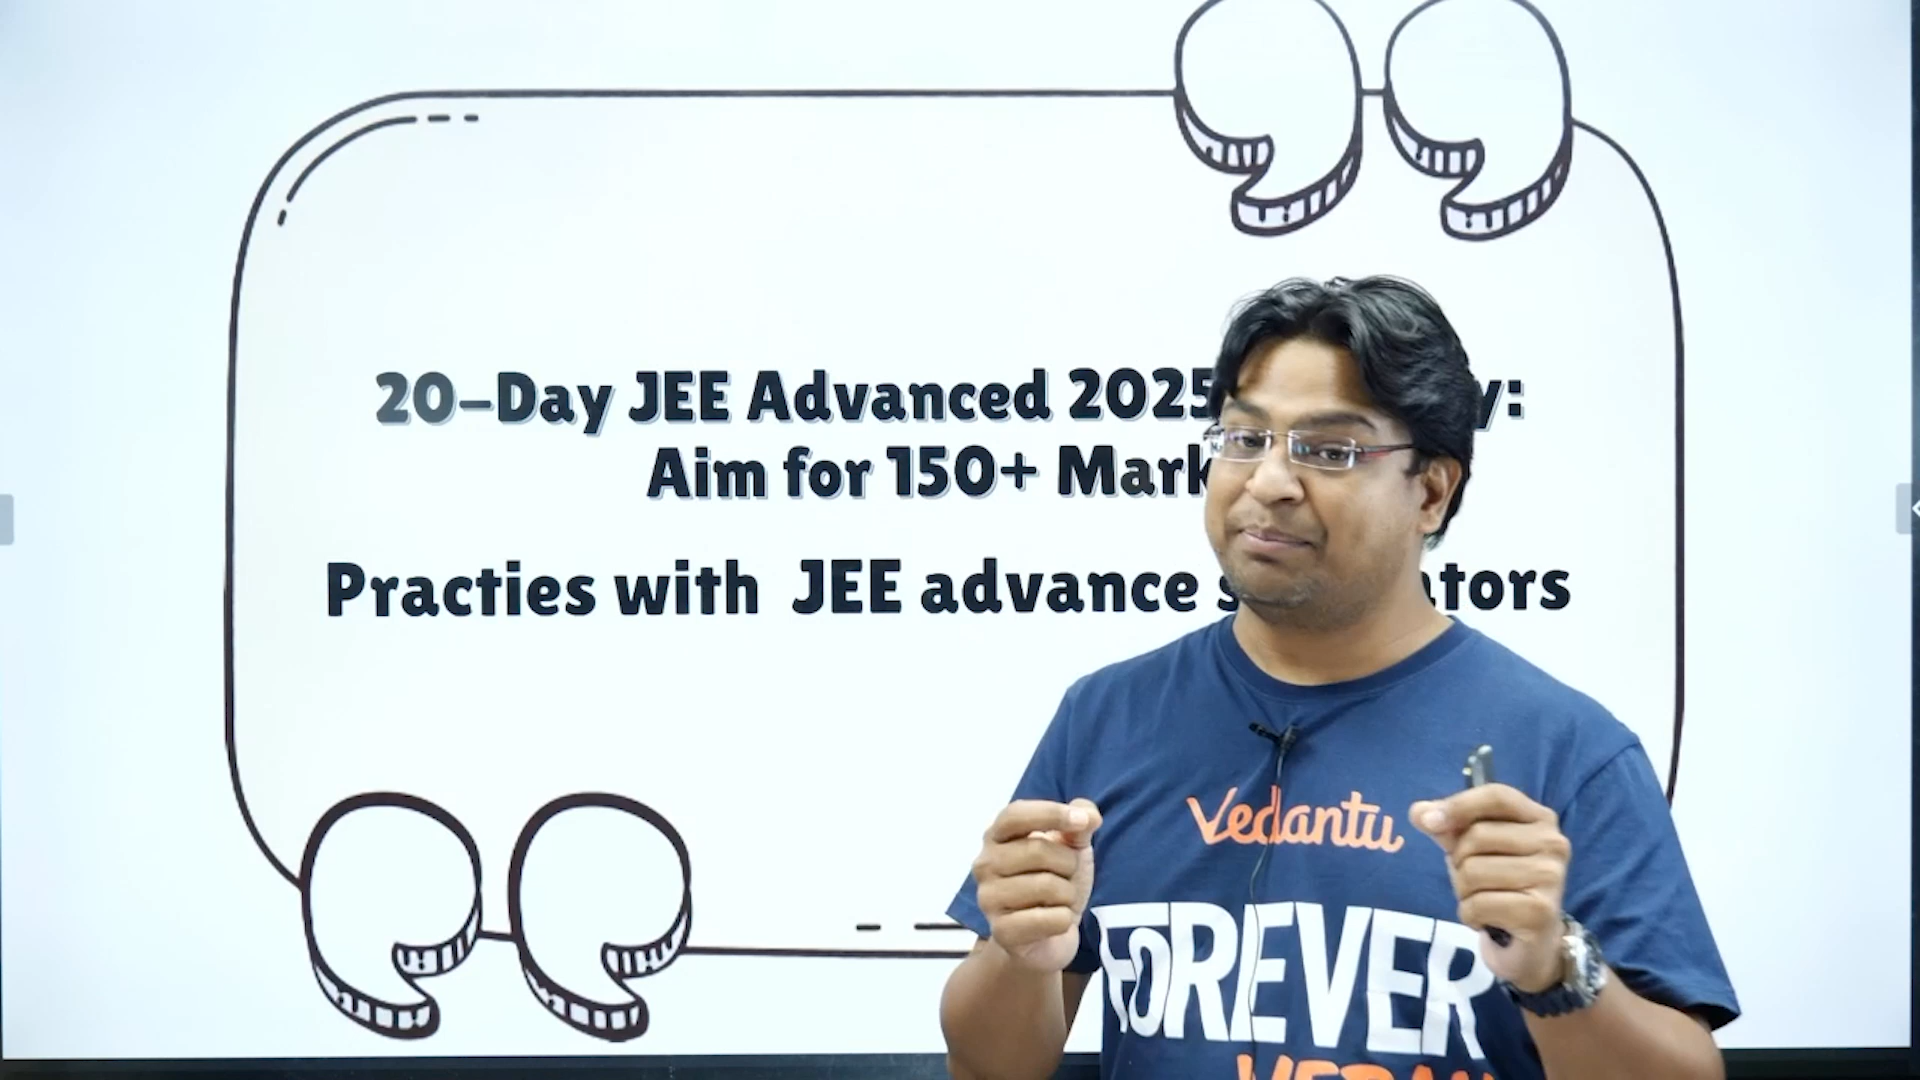 20-Day JEE Advanced 2025
Aim for 150+ Mark
Practies with JEE advance
Vedantu
FOREVER